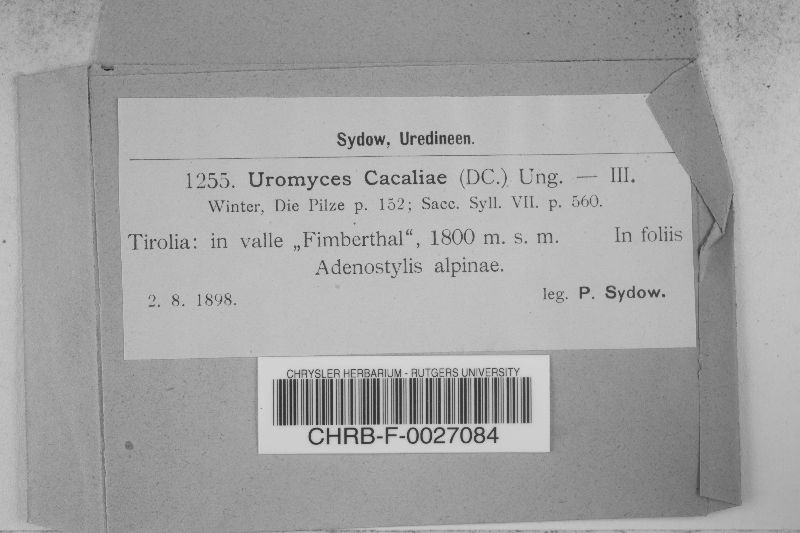 Sydow, Uredineen.
1255. Uromyces Cacaliae (DC.) Ung. — III.
Winter, Die Pilze p. 152; Sacc. Syll. VII. p. 560.
Tirolia: in valle „Fimberthal“, 1800 m. s. m. In foliis
Adenostylis alpinae.
2. 8. 1898. leg. P. Sydow.
CHRYSLER HERBARIUM - RUTGERS UNIVERSITY
CHRB-F-0027084